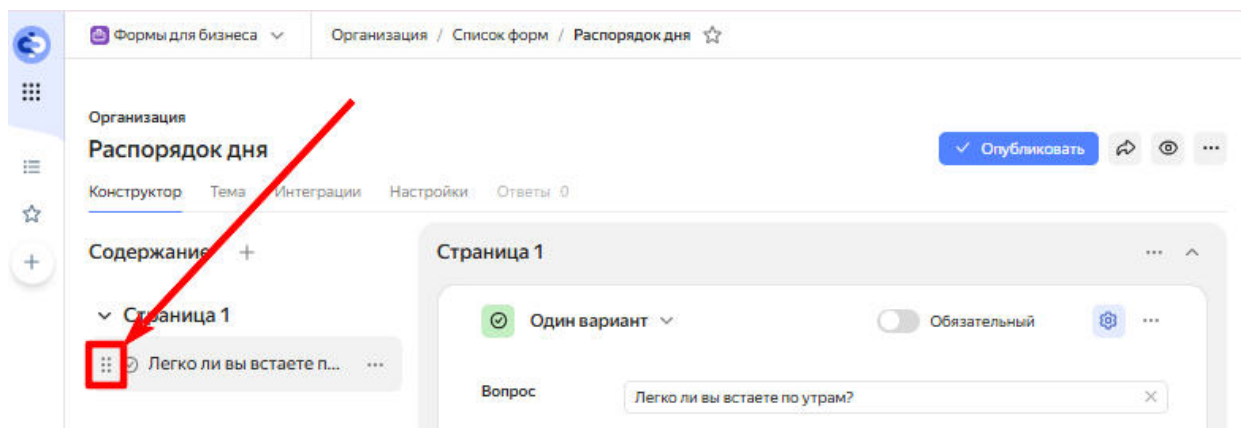 Формы для бизнеса Организация / Список форм / Распорядок дня
Организация
Распорядок дня
Опубликовать
Конструктор Тема Интеграции Настройки Ответы 0
Содержание +
Страница 1
Страница 1
Легко ли вы встаете п...
Один вариант
Обязательный
Вопрос
Легко ли вы встаете по утрам?